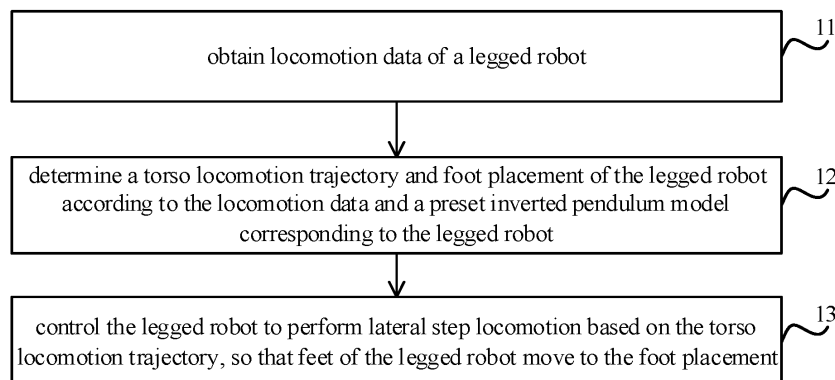 11
obtain locomotion data of a legged robot
determine a torso locomotion trajectory and foot placement of the legged robot
according to the locomotion data and a preset inverted pendulum model
corresponding to the legged robot
12
control the legged robot to perform lateral step locomotion based on the torso
locomotion trajectory, so that feet of the legged robot move to the foot placement
13